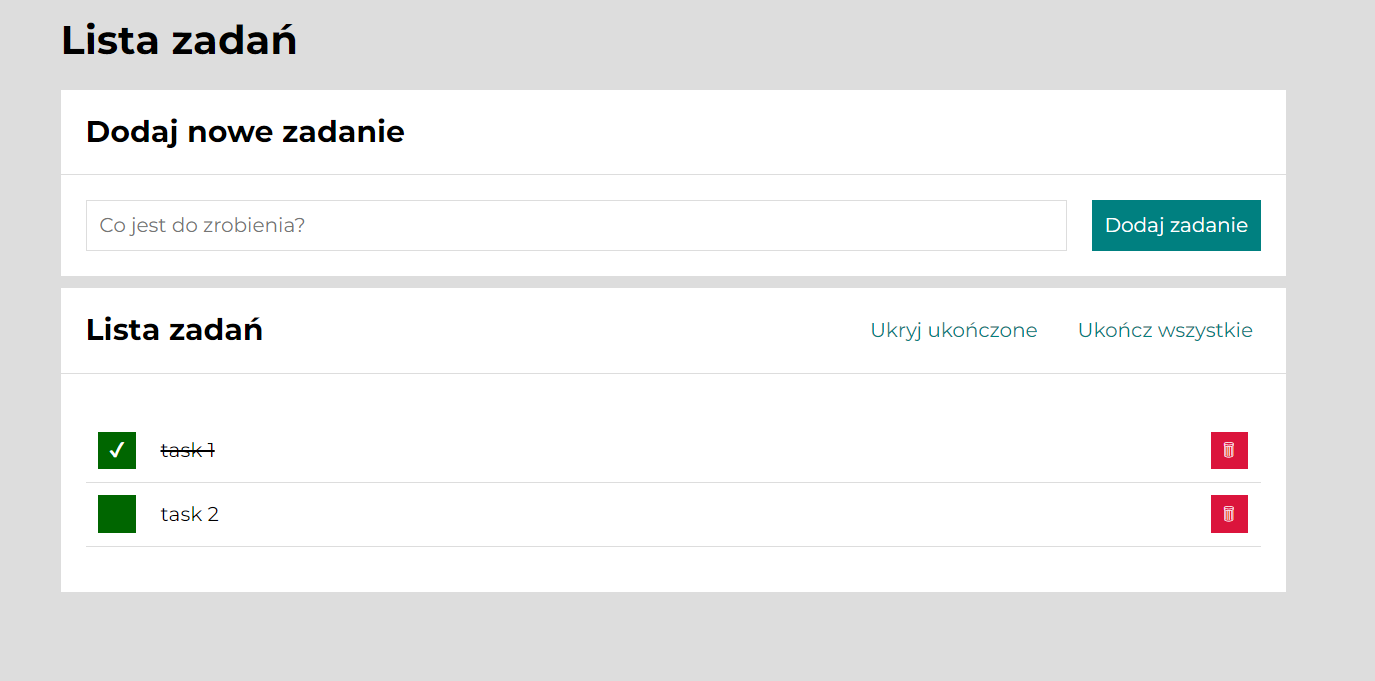 Lista zadań
Dodaj nowe zadanie
Co jest do zrobienia?
Dodaj zadanie
Lista zadań
Ukryj ukończone
Ukończ wszystkie
✓ task 1
task 2